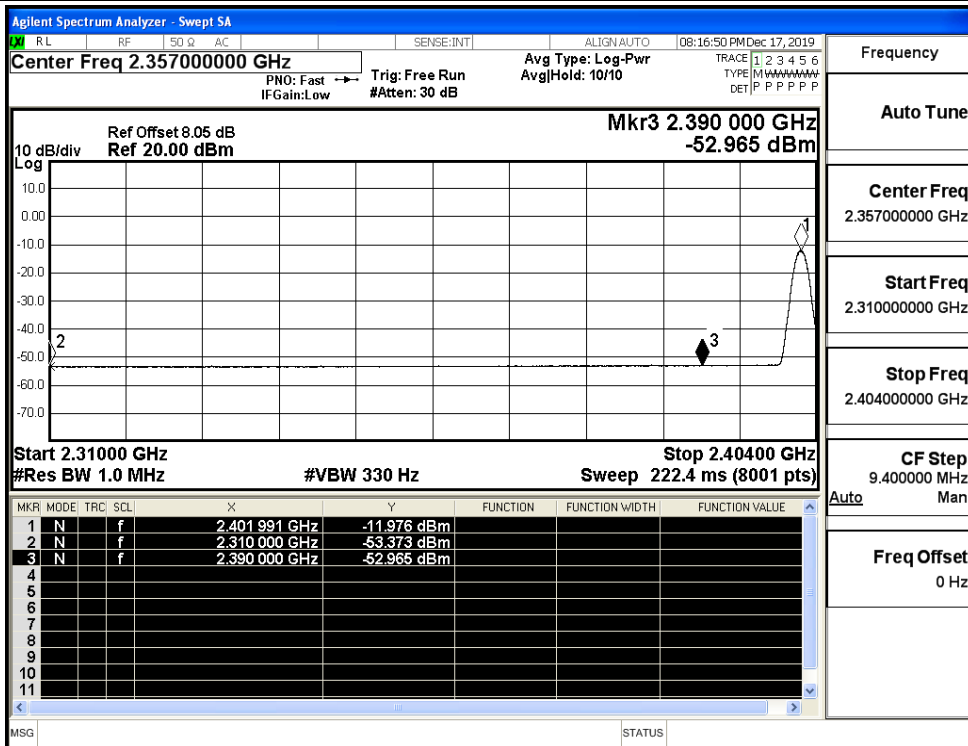 Agilent Spectrum Analyzer - Swept SA
LXI RL RF 50 Ω AC SENSE:INT ALIGN AUTO 08:16:50 PM Dec 17, 2019
Center Freq 2.357000000 GHz
PNO: Fast
IFGain:Low
Trig: Free Run
#Atten: 30 dB
Avg Type: Log-Pwr
Avg|Hold: 10/10
TRACE 1 2 3 4 5 6
TYPE M WWWWW
DET P P P P P P
Ref Offset 8.05 dB
Ref 20.00 dBm
10 dB/div
Log
Mkr3 2.390 000 GHz
-52.965 dBm
10.0
0.00
-10.0
-20.0
-30.0
-40.0
-50.0
-60.0
-70.0
1
2
3
Start 2.31000 GHz
Stop 2.40400 GHz
#Res BW 1.0 MHz
#VBW 330 Hz
Sweep 222.4 ms (8001 pts)
MKR MODE TRC SCL X Y FUNCTION FUNCTION WIDTH FUNCTION VALUE
1 N f 2.401 991 GHz -11.976 dBm
2 N f 2.310 000 GHz -53.373 dBm
3 N f 2.390 000 GHz -52.965 dBm
4
5
6
7
8
9
10
11
MSG
STATUS
Frequency
Auto Tune
Center Freq
2.357000000 GHz
Start Freq
2.310000000 GHz
Stop Freq
2.404000000 GHz
CF Step
9.400000 MHz
Auto Man
Freq Offset
0 Hz